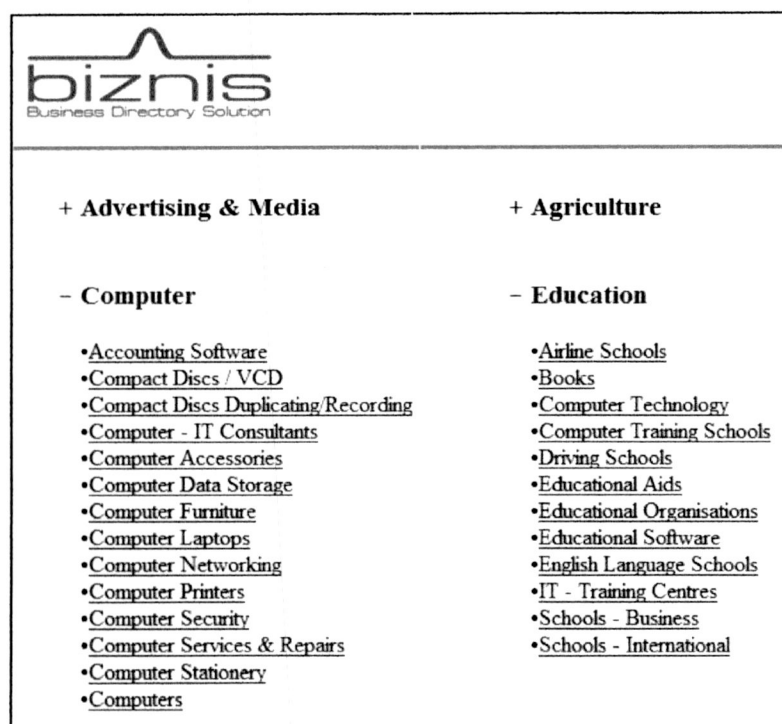 biznis
Business Directory Solution
+ Advertising & Media
+ Agriculture
− Computer
•Accounting Software
•Compact Discs / VCD
•Compact Discs Duplicating/Recording
•Computer - IT Consultants
•Computer Accessories
•Computer Data Storage
•Computer Furniture
•Computer Laptops
•Computer Networking
•Computer Printers
•Computer Security
•Computer Services & Repairs
•Computer Stationery
•Computers
− Education
•Airline Schools
•Books
•Computer Technology
•Computer Training Schools
•Driving Schools
•Educational Aids
•Educational Organisations
•Educational Software
•English Language Schools
•IT - Training Centres
•Schools - Business
•Schools - International